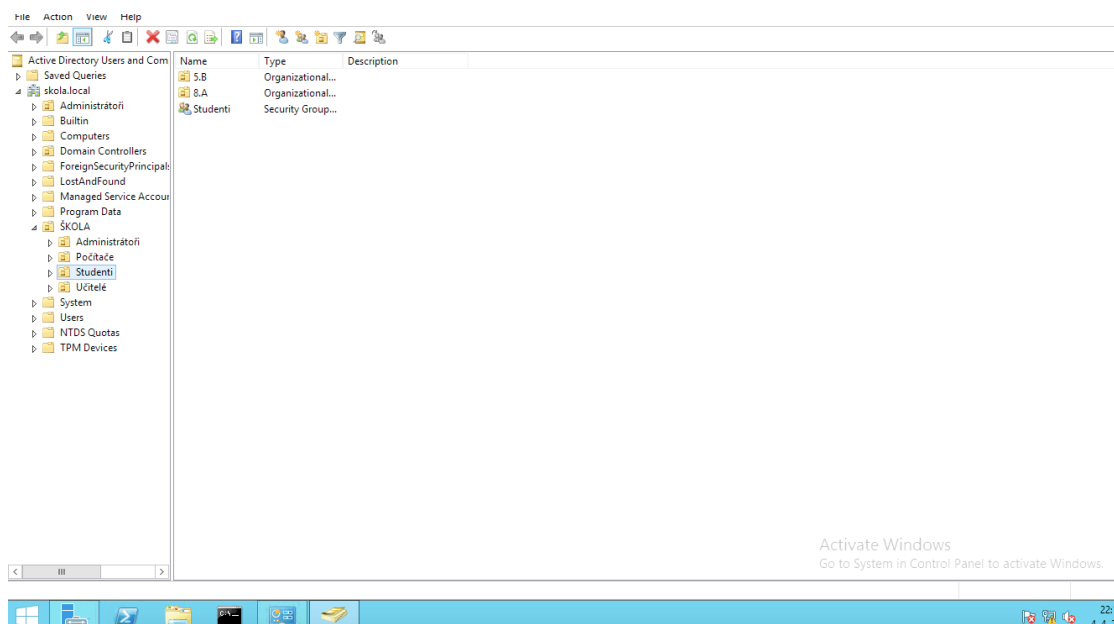 File Action View Help
Active Directory Users and Com
Saved Queries
skola.local
Administrátoři
Builtin
Computers
Domain Controllers
ForeignSecurityPrincipals
LostAndFound
Managed Service Accour
Program Data
ŠKOLA
Administrátoři
Počítače
Studenti
Učitelé
System
Users
NTDS Quotas
TPM Devices
Name Type Description
5.B Organizational...
8.A Organizational...
Studenti Security Group...
Activate Windows
Go to System in Control Panel to activate Windows.
22: